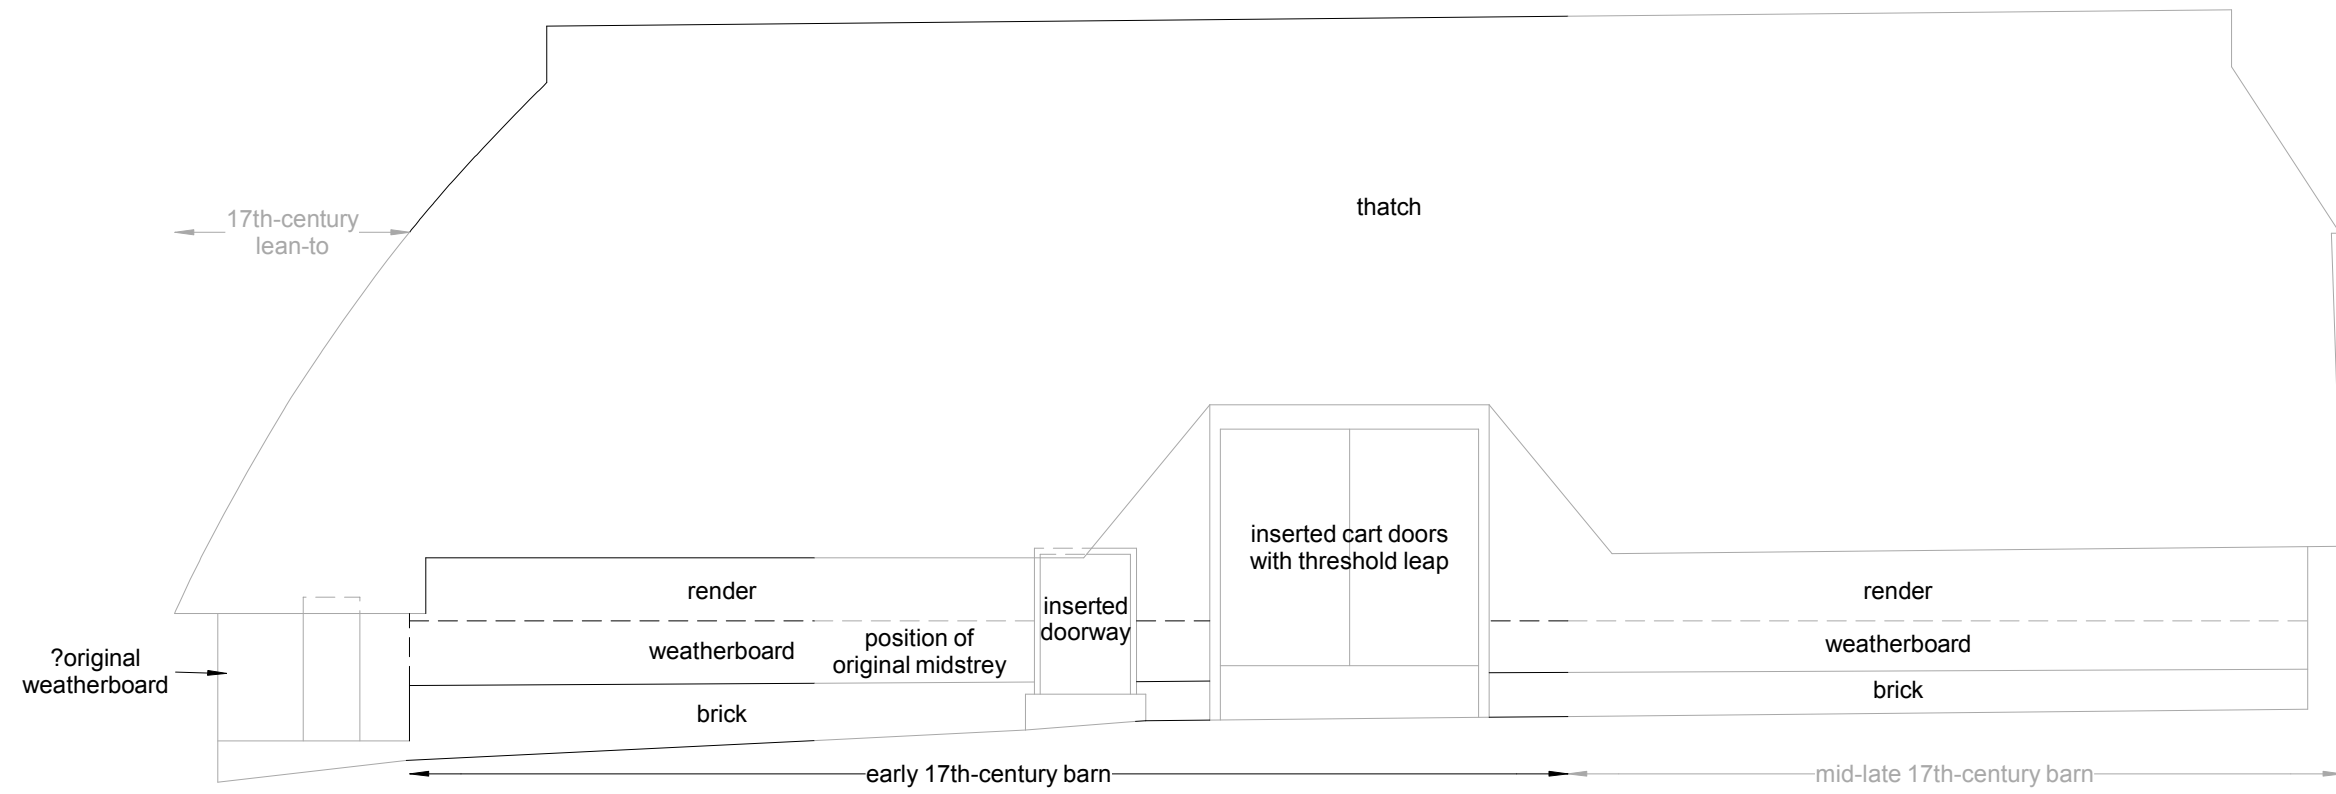 thatch
17th-century
lean-to
inserted cart doors
with threshold leap
render
render
inserted
doorway
position of
original midstrey
weatherboard
weatherboard
?original
weatherboard
brick
brick
early 17th-century barn
mid-late 17th-century barn